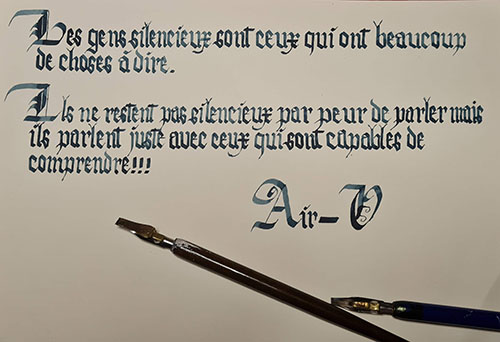 Les gens silencieux sont ceux qui ont beaucoup
de choses à dire.
Ils ne restent pas silencieux par peur de parler mais
ils parlent juste avec ceux qui sont capables de
comprendre!!!
Air-V